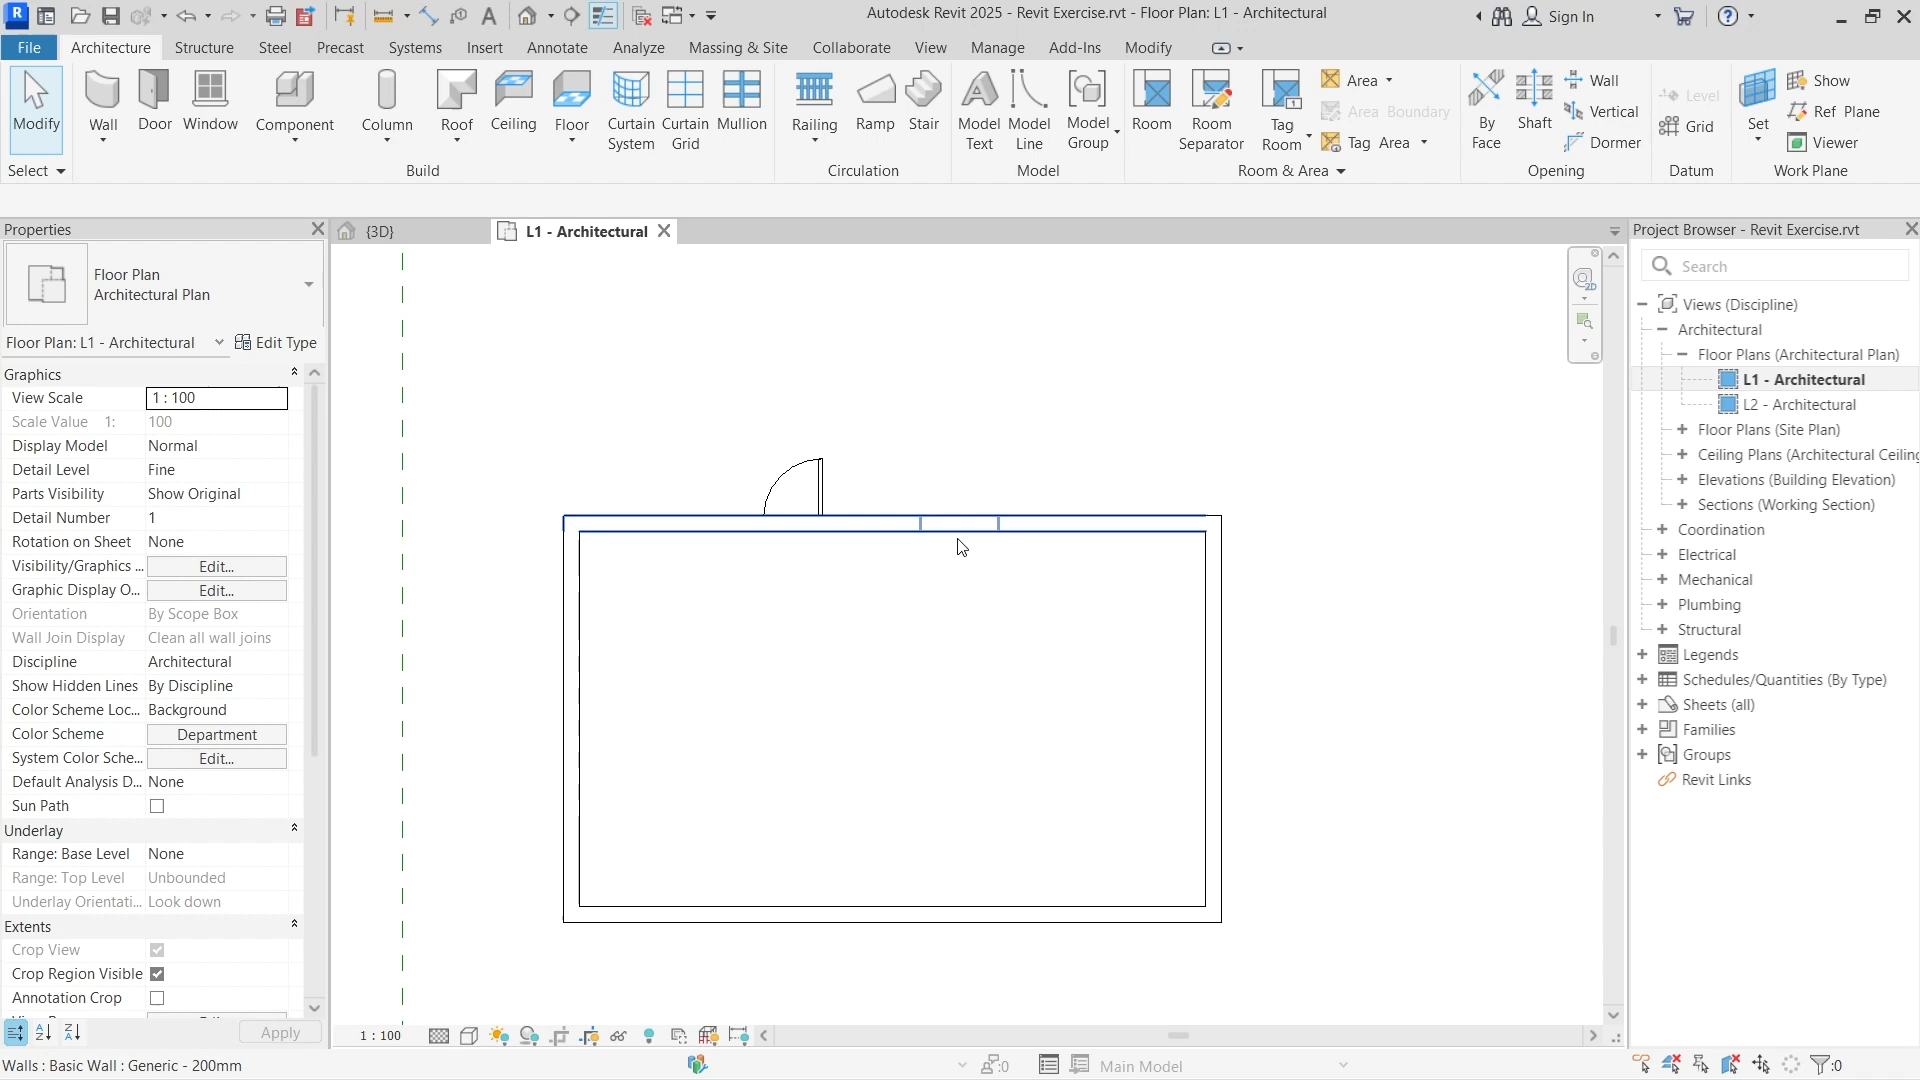 Autodesk Revit 2025 - Revit Exercise.rvt - Floor Plan: L1 - Architectural
Sign In
File Architecture Structure Steel Precast Systems Insert Annotate Analyze Massing & Site Collaborate View Manage Add-Ins Modify
Modify Wall Door Window Component Column Roof Ceiling Floor Curtain System Curtain Grid Mullion Railing Ramp Stair Model Text Model Line Model Group Room Room Separator Tag Room
Area
Area Boundary
Tag Area
By Face Shaft
Wall
Vertical
Dormer
Level
Grid
Set
Show
Ref Plane
Viewer
Select Build Circulation Model Room & Area Opening Datum Work Plane
Properties
{3D} L1 - Architectural
Floor Plan
Architectural Plan
Floor Plan: L1 - Architectural Edit Type
Graphics
View Scale 1 : 100
Scale Value 1: 100
Display Model Normal
Detail Level Fine
Parts Visibility Show Original
Detail Number 1
Rotation on Sheet None
Visibility/Graphics ... Edit...
Graphic Display O... Edit...
Orientation By Scope Box
Wall Join Display Clean all wall joins
Discipline Architectural
Show Hidden Lines By Discipline
Color Scheme Loc... Background
Color Scheme Department
System Color Sche... Edit...
Default Analysis D... None
Sun Path
Underlay
Range: Base Level None
Range: Top Level Unbounded
Underlay Orientati... Look down
Extents
Crop View
Crop Region Visible
Annotation Crop
Apply
1 : 100
Walls : Basic Wall : Generic - 200mm
:0
Main Model
:0
Project Browser - Revit Exercise.rvt
Search
Views (Discipline)
Architectural
Floor Plans (Architectural Plan)
L1 - Architectural
L2 - Architectural
Floor Plans (Site Plan)
Ceiling Plans (Architectural Ceiling
Elevations (Building Elevation)
Sections (Working Section)
Coordination
Electrical
Mechanical
Plumbing
Structural
Legends
Schedules/Quantities (By Type)
Sheets (all)
Families
Groups
Revit Links